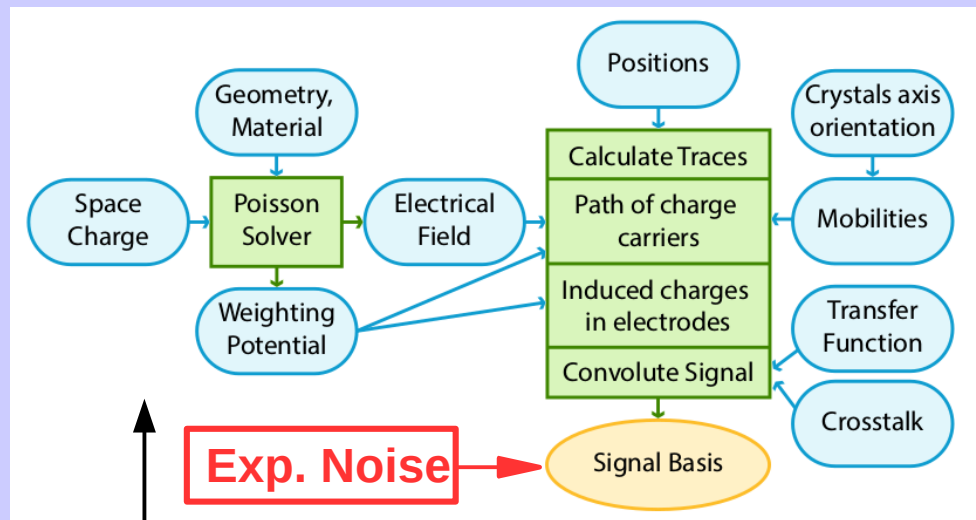 Positions
Geometry,
Material
Crystals axis
orientation
Calculate Traces
Space
Charge
Poisson
Solver
Electrical
Field
Path of charge
carriers
Mobilities
Weighting
Potential
Induced charges
in electrodes
Transfer
Function
Convolute Signal
Crosstalk
Exp. Noise
Signal Basis